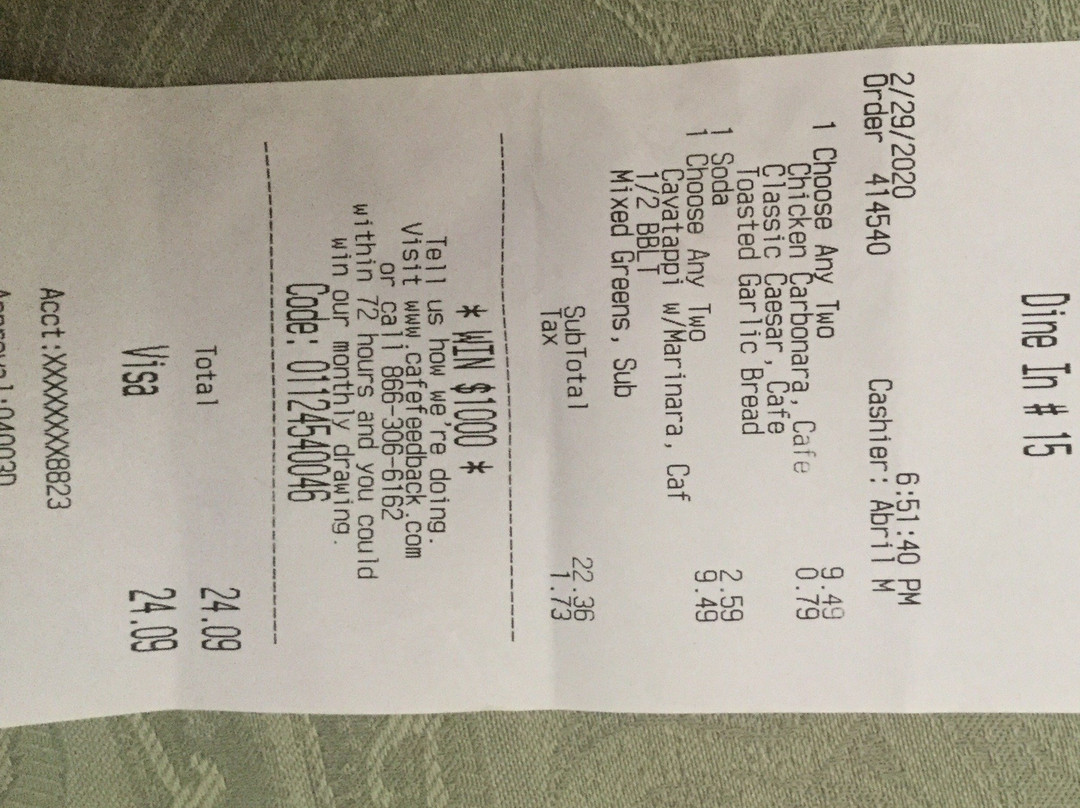 Dine In # 15
2/29/2020 6:51:40 PM
Order 414540 Cashier: Abril M
1 Choose Any Two 9.49
Chicken Carbonara, Cafe 0.79
Classic Caesar, Cafe
Toasted Garlic Bread
1 Soda 2.59
1 Choose Any Two 9.49
Cavatappi w/Marinara, Caf
1/2 BBLT
Mixed Greens, Sub
SubTotal 22.36
Tax 1.73
* WIN $1000 *
Tell us how we're doing.
Visit www.cafefeedback.com
or call 866-306-6162
within 72 hours and you could
win our monthly drawing.
Code: 01124540046
Total 24.09
Visa 24.09
Acct:XXXXXXXXXX8823